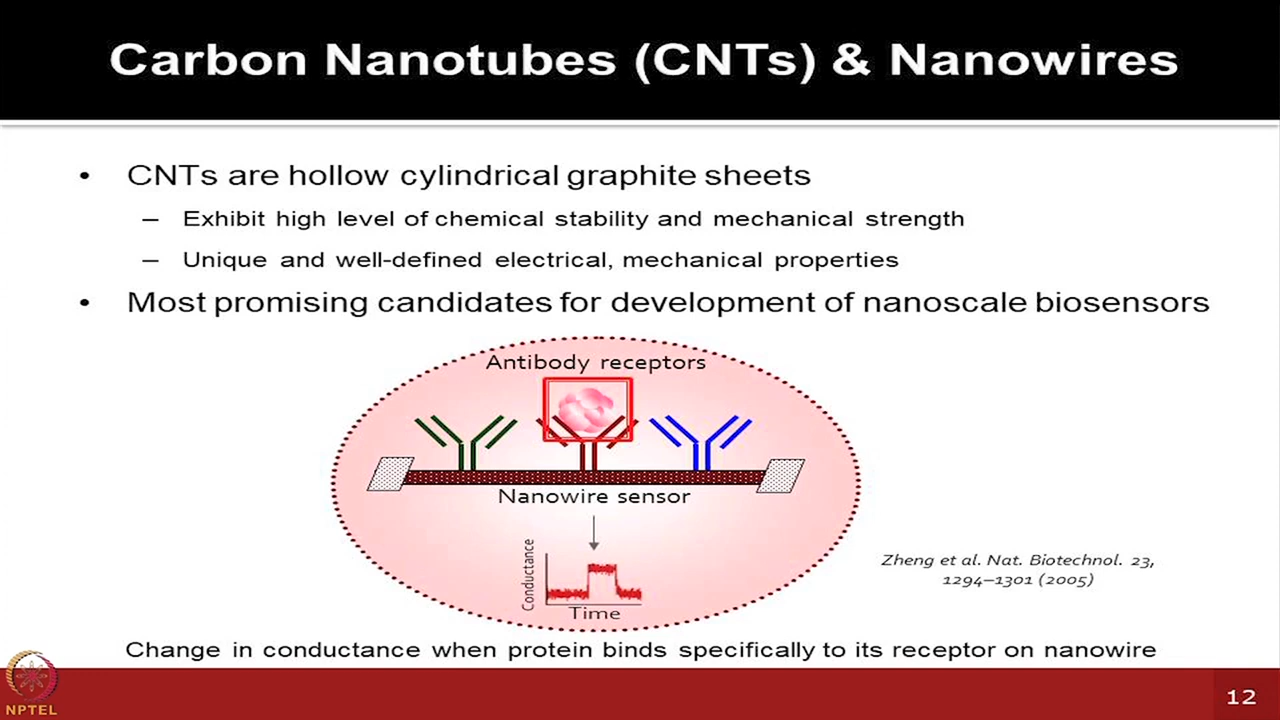 Carbon Nanotubes (CNTs) & Nanowires
• CNTs are hollow cylindrical graphite sheets
– Exhibit high level of chemical stability and mechanical strength
– Unique and well-defined electrical, mechanical properties
• Most promising candidates for development of nanoscale biosensors
Antibody receptors
Nanowire sensor
Conductance
Time
Zheng et al. Nat. Biotechnol. 23,
1294–1301 (2005)
Change in conductance when protein binds specifically to its receptor on nanowire
NPTEL
12